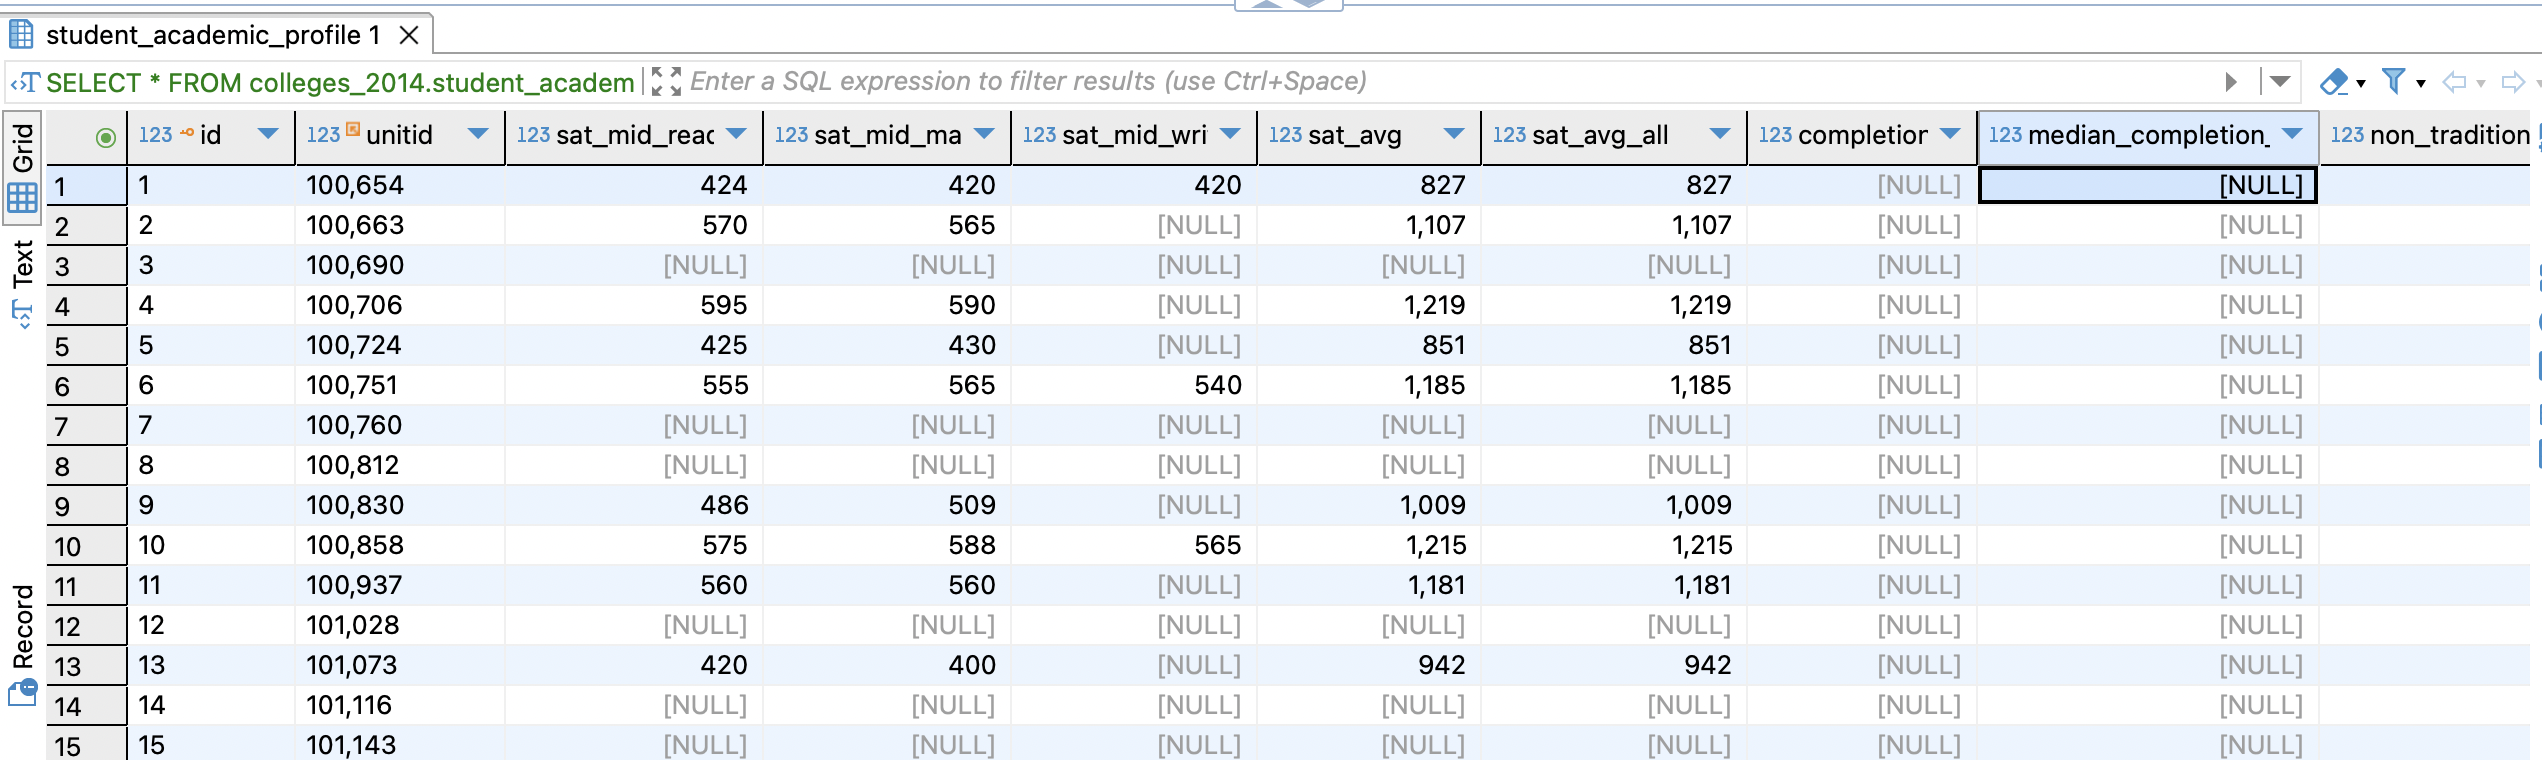 student_academic_profile 1
SELECT * FROM colleges_2014.student_academ Enter a SQL expression to filter results (use Ctrl+Space)
Grid
Text
Record
123 id 123 unitid 123 sat_mid_reac 123 sat_mid_ma 123 sat_mid_wri 123 sat_avg 123 sat_avg_all 123 completior 123 median_completion_ 123 non_tradition
1 1 100,654 424 420 420 827 827 [NULL] [NULL]
2 2 100,663 570 565 [NULL] 1,107 1,107 [NULL] [NULL]
3 3 100,690 [NULL] [NULL] [NULL] [NULL] [NULL] [NULL] [NULL]
4 4 100,706 595 590 [NULL] 1,219 1,219 [NULL] [NULL]
5 5 100,724 425 430 [NULL] 851 851 [NULL] [NULL]
6 6 100,751 555 565 540 1,185 1,185 [NULL] [NULL]
7 7 100,760 [NULL] [NULL] [NULL] [NULL] [NULL] [NULL] [NULL]
8 8 100,812 [NULL] [NULL] [NULL] [NULL] [NULL] [NULL] [NULL]
9 9 100,830 486 509 [NULL] 1,009 1,009 [NULL] [NULL]
10 10 100,858 575 588 565 1,215 1,215 [NULL] [NULL]
11 11 100,937 560 560 [NULL] 1,181 1,181 [NULL] [NULL]
12 12 101,028 [NULL] [NULL] [NULL] [NULL] [NULL] [NULL] [NULL]
13 13 101,073 420 400 [NULL] 942 942 [NULL] [NULL]
14 14 101,116 [NULL] [NULL] [NULL] [NULL] [NULL] [NULL] [NULL]
15 15 101,143 [NULL] [NULL] [NULL] [NULL] [NULL] [NULL] [NULL]